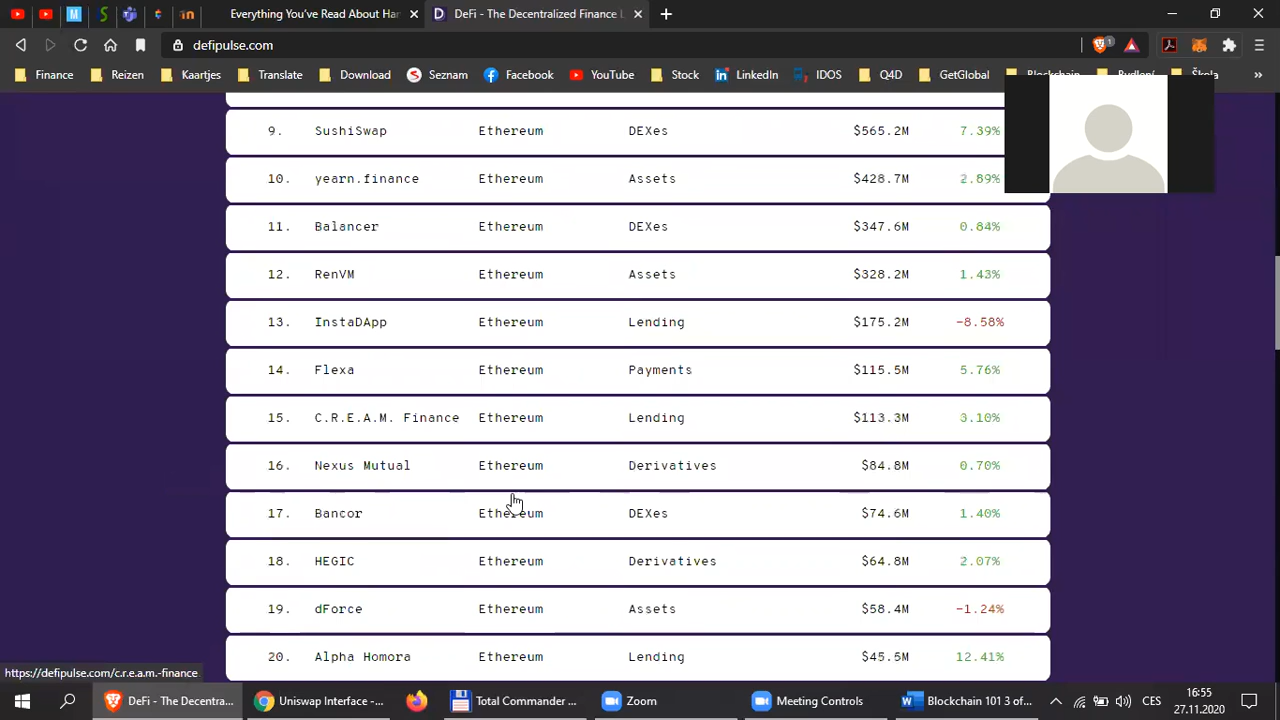 Everything You've Read About Har
DeFi - The Decentralized Finance L
defipulse.com
1
Finance Reizen Kaartjes Translate Download Seznam Facebook YouTube Stock LinkedIn IDOS Q4D GetGlobal Blockchain Bydlení Škola »
9. SushiSwap Ethereum DEXes $565.2M 7.39%
10. yearn.finance Ethereum Assets $428.7M 2.89%
11. Balancer Ethereum DEXes $347.6M 0.84%
12. RenVM Ethereum Assets $328.2M 1.43%
13. InstaDApp Ethereum Lending $175.2M -8.58%
14. Flexa Ethereum Payments $115.5M 5.76%
15. C.R.E.A.M. Finance Ethereum Lending $113.3M 3.10%
16. Nexus Mutual Ethereum Derivatives $84.8M 0.70%
17. Bancor Ethereum DEXes $74.6M 1.40%
18. HEGIC Ethereum Derivatives $64.8M 2.07%
19. dForce Ethereum Assets $58.4M -1.24%
20. Alpha Homora Ethereum Lending $45.5M 12.41%
https://defipulse.com/c.r.e.a.m.-finance
DeFi - The Decentra... Uniswap Interface -... Total Commander ... Zoom Meeting Controls Blockchain 101 3 of... CES
16:55
27.11.2020